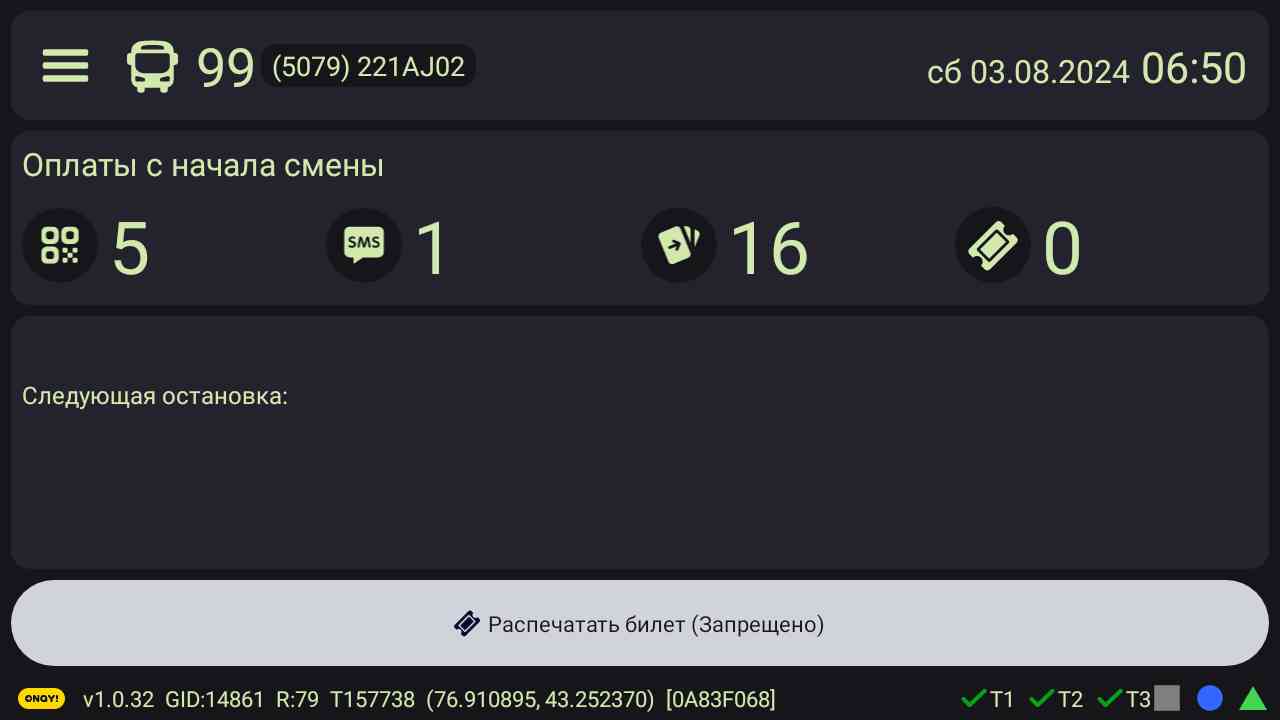 99 (5079) 221AJ02 сб 03.08.2024 06:50
Оплаты с начала смены
5 SMS 1 16 0
Следующая остановка:
Распечатать билет (Запрещено)
ONAY! v1.0.32 GID:14861 R:79 T157738 (76.910895, 43.252370) [0A83F068] T1 T2 T3